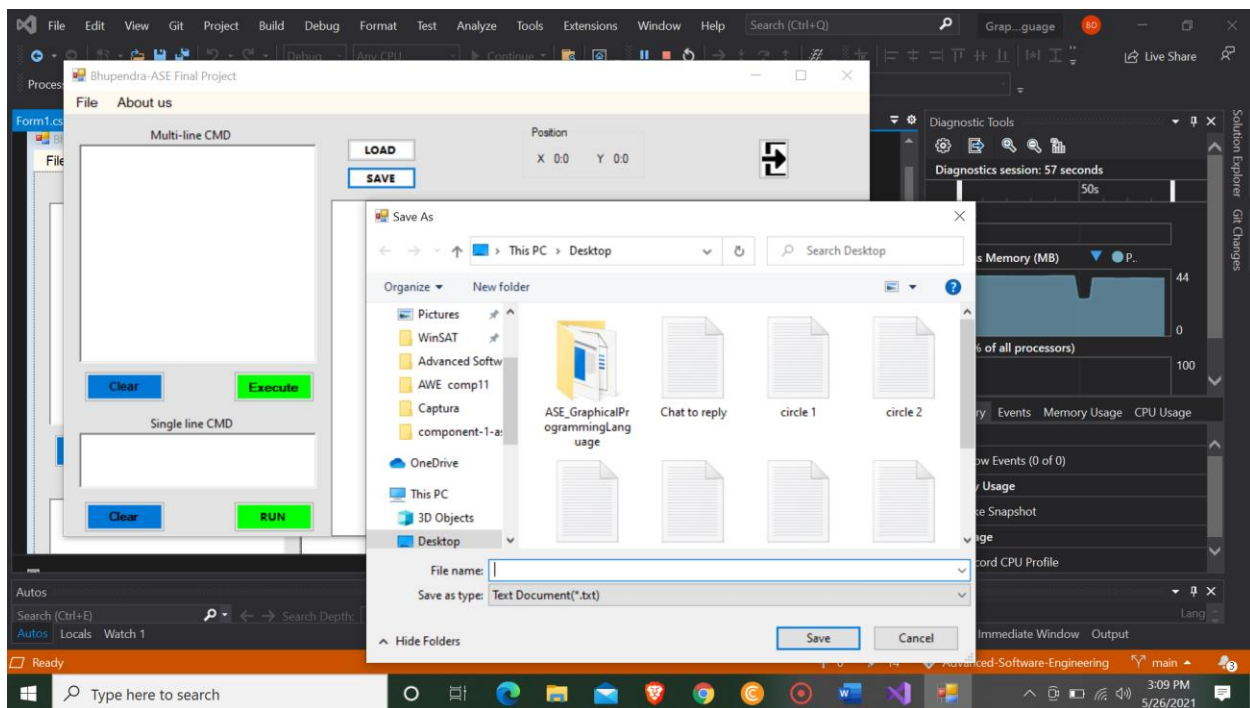 File Edit View Git Project Build Debug Format Test Analyze Tools Extensions Window Help Search (Ctrl+Q) Grap...guage BD
Debug Any CPU Continue Live Share
Bhupendra-ASE Final Project
Proces
File About us
Form1.cs
File
Multi-line CMD
LOAD
SAVE
Position
X 0:0 Y 0:0
Clear
Execute
Single line CMD
Clear
RUN
Save As
This PC > Desktop
Search Desktop
Organize New folder
Pictures
WinSAT
Advanced Softw
AWE comp11
Captura
component-1-a
OneDrive
This PC
3D Objects
Desktop
ASE_GraphicalPr
ogrammingLang
uage
Chat to reply
circle 1
circle 2
File name:
Save as type: Text Document(*.txt)
Hide Folders
Save
Cancel
Diagnostic Tools
Diagnostics session: 57 seconds
50s
s Memory (MB) P..
44
0
% of all processors)
100
ry Events Memory Usage CPU Usage
ow Events (0 of 0)
y Usage
ke Snapshot
age
cord CPU Profile
Solution Explorer
Git Changes
Autos
Search (Ctrl+E) Search Depth:
Lang
Autos Locals Watch 1
Immediate Window Output
Ready
Advanced-Software-Engineering main 3
Type here to search
3:09 PM
5/26/2021